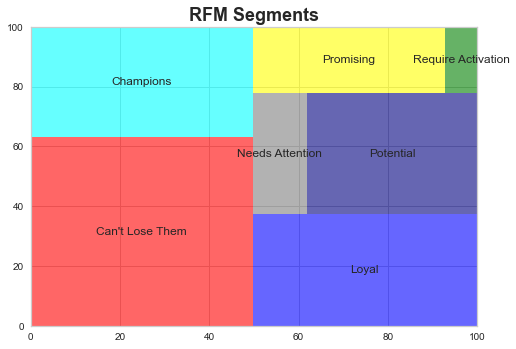 RFM Segments
100
80
60
40
20
0
Champions
Promising
Require Activation
Needs Attention
Potential
Can't Lose Them
Loyal
0 20 40 60 80 100